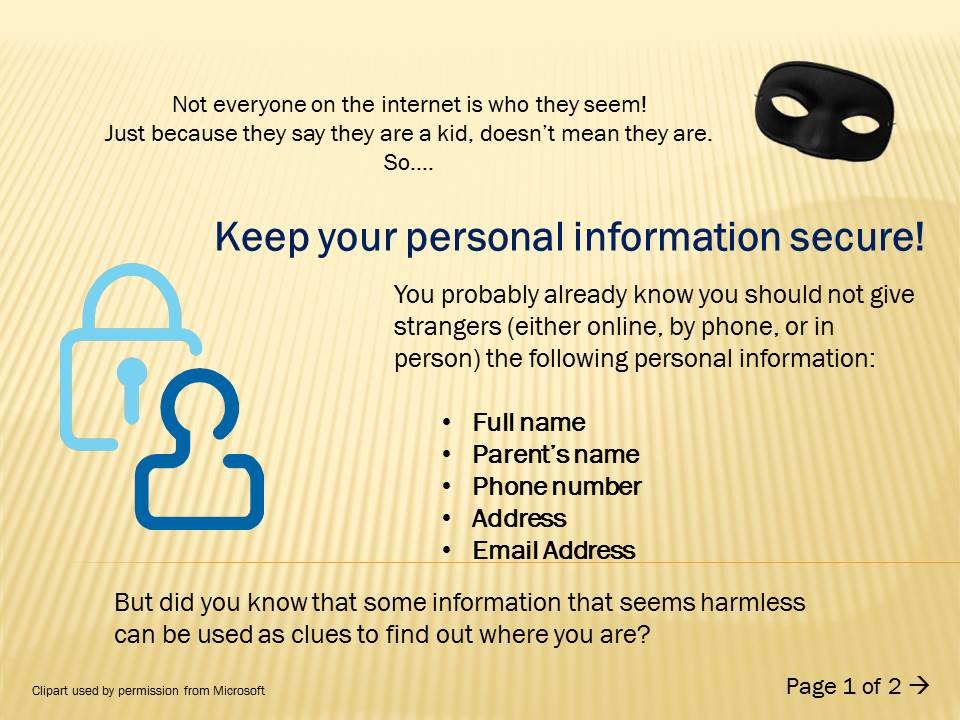 Not everyone on the internet is who they seem!
Just because they say they are a kid, doesn’t mean they are.
So….
Keep your personal information secure!
You probably already know you should not give
strangers (either online, by phone, or in
person) the following personal information:
• Full name
• Parent’s name
• Phone number
• Address
• Email Address
But did you know that some information that seems harmless
can be used as clues to find out where you are?
Clipart used by permission from Microsoft
Page 1 of 2 →